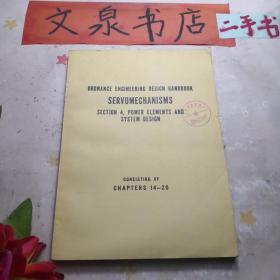 文泉书店
二手书
ORDNANCE ENGINEERING DESIGN HANDBOOK
SERVOMECHANISMS
SECTION 4, POWER ELEMENTS AND
SYSTEM DESIGN
CONSISTING OF
CHAPTERS 14-20